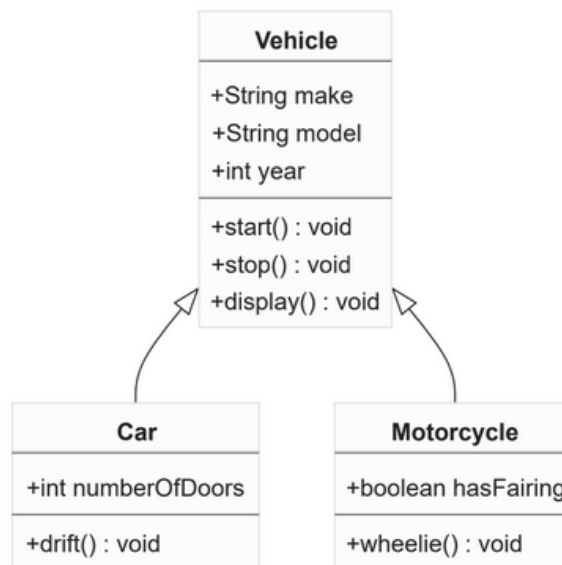 Vehicle
+String make
+String model
+int year
+start() : void
+stop() : void
+display() : void
Car
+int numberOfDoors
+drift() : void
Motorcycle
+boolean hasFairing
+wheelie() : void